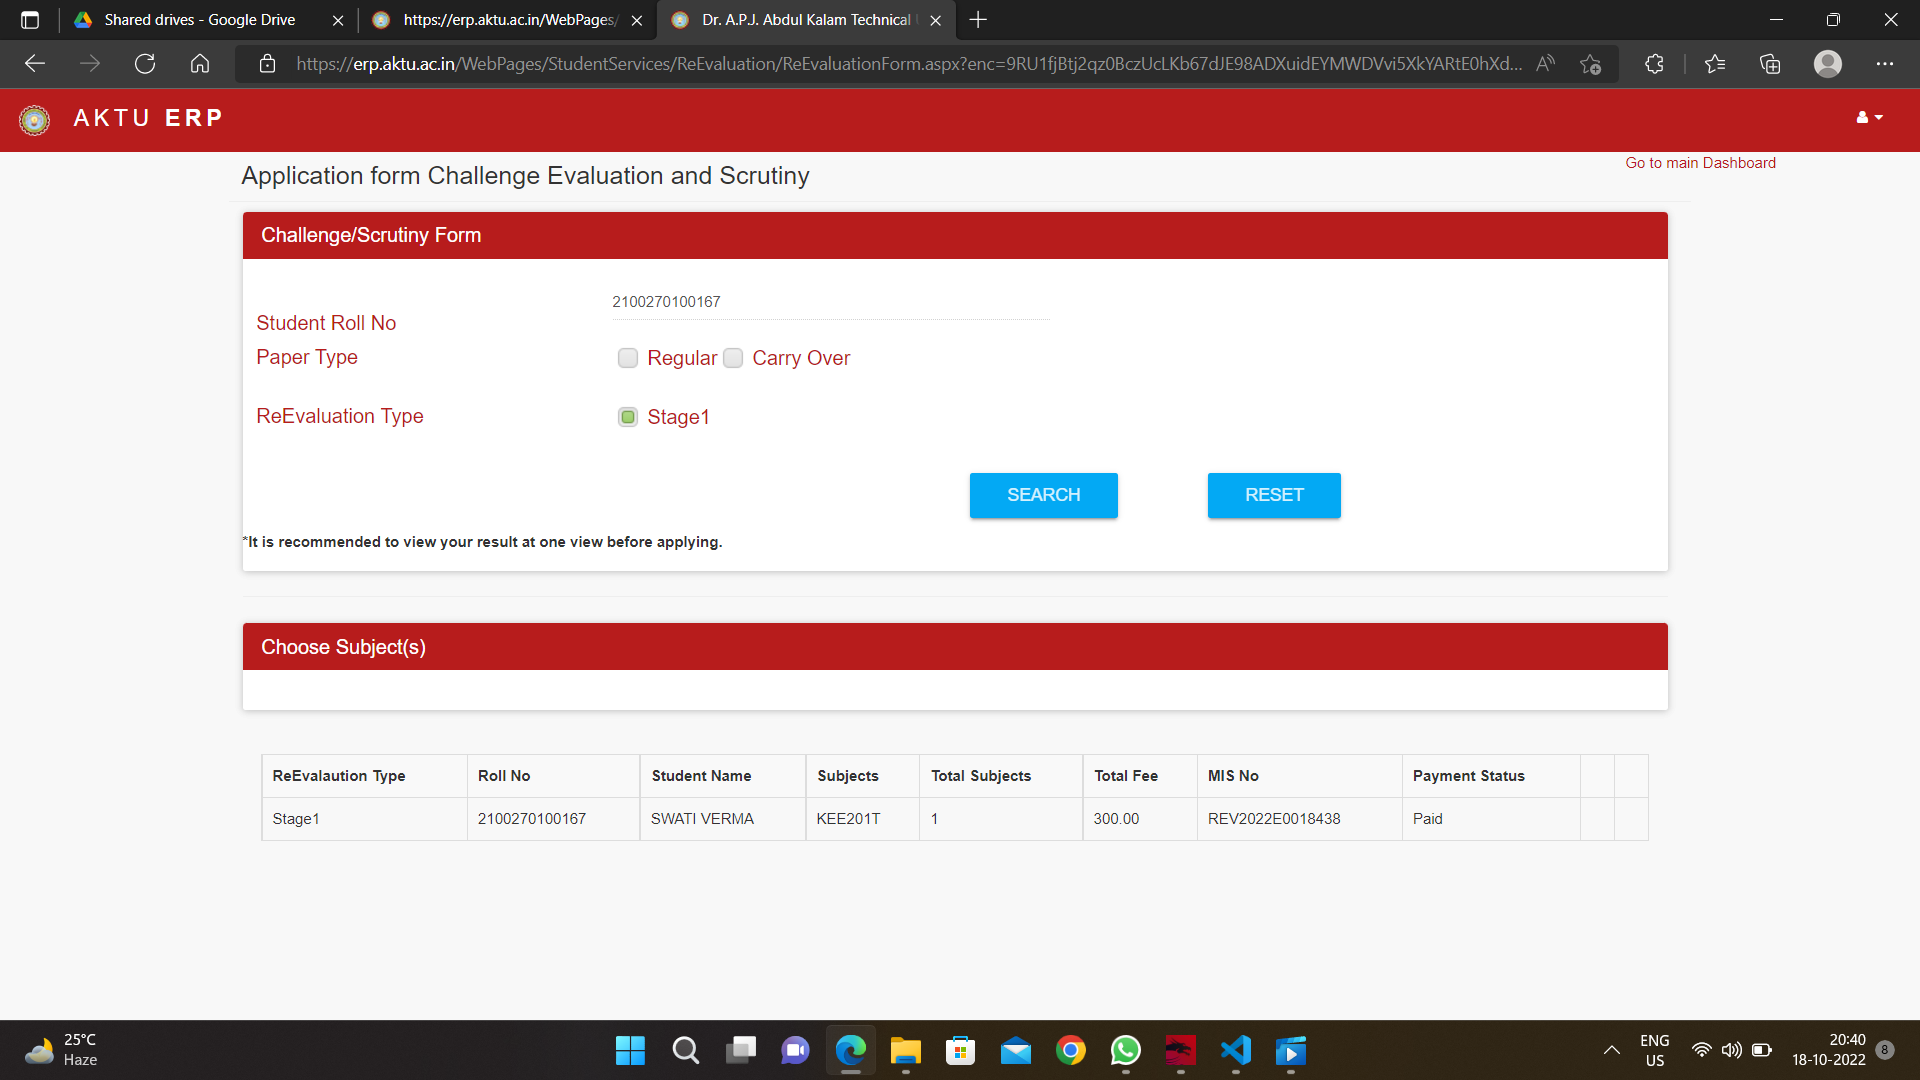 Shared drives - Google Drive
https://erp.aktu.ac.in/WebPages/
Dr. A.P.J. Abdul Kalam Technical
https://erp.aktu.ac.in/WebPages/StudentServices/ReEvaluation/ReEvaluationForm.aspx?enc=9RU1fjBtj2qz0BczUcLKb67dJE98ADXuidEYMWDVvi5XkYARtE0hXd...
AKTU ERP
Go to main Dashboard
Application form Challenge Evaluation and Scrutiny
Challenge/Scrutiny Form
Student Roll No 2100270100167
Paper Type Regular Carry Over
ReEvaluation Type Stage1
SEARCH RESET
*It is recommended to view your result at one view before applying.
Choose Subject(s)
ReEvalaution Type Roll No Student Name Subjects Total Subjects Total Fee MIS No Payment Status
Stage1 2100270100167 SWATI VERMA KEE201T 1 300.00 REV2022E0018438 Paid
25°C
Haze
ENG
US
20:40
18-10-2022
8